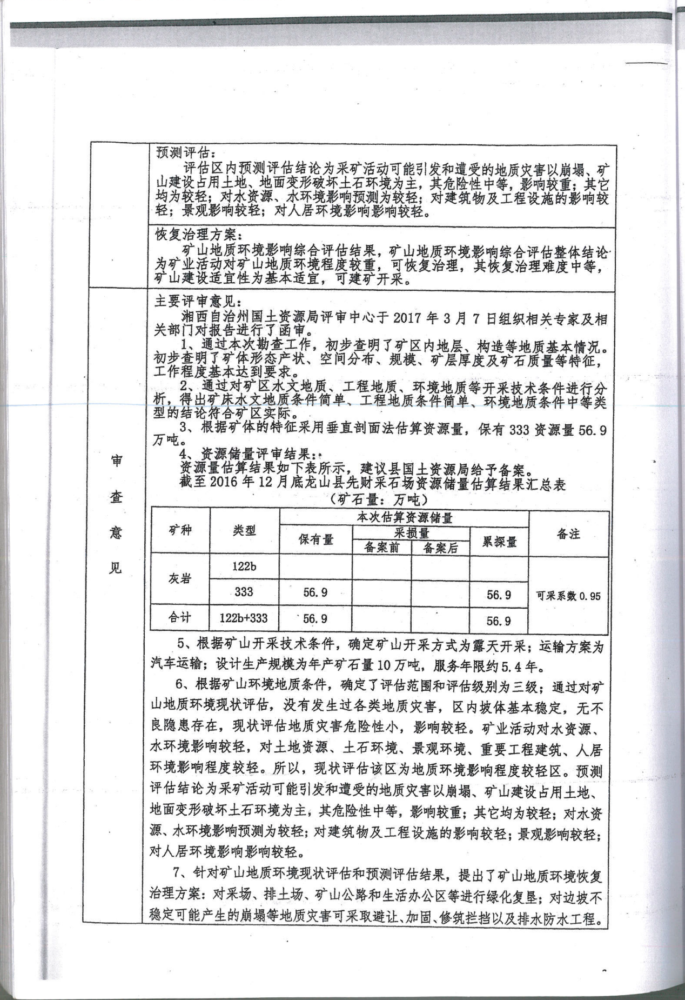 预测评估：
评估区内预测评估结论为采矿活动可能引发和遭受的地质灾害以崩塌、矿
山建设占用土地、地面变形破坏土石环境为主，其危险性中等，影响较重；其它
均为较轻；对水资源、水环境影响预测为较轻；对建筑物及工程设施的影响较
轻；景观影响较轻；对人居环境影响影响较轻。
恢复治理方案：
矿山地质环境影响综合评估结果，矿山地质环境影响综合评估整体结论
为矿业活动对矿山地质环境程度较重，可恢复治理，其恢复治理难度中等，
矿山建设适宜性为基本适宜，可建矿开采。
审查意见
主要评审意见：
湘西自治州国土资源局评审中心于 2017 年 3 月 7 日组织相关专家及相
关部门对报告进行了函审。
1、通过本次勘查工作，初步查明了矿区内地层、构造等地质基本情况。
初步查明了矿体形态产状、空间分布、规模、矿层厚度及矿石质量等特征，
工作程度基本达到要求。
2、通过对矿区水文地质、工程地质、环境地质等开采技术条件进行分
析，得出矿床水文地质条件简单、工程地质条件简单、环境地质条件中等类
型的结论符合矿区实际。
3、根据矿体的特征采用垂直剖面法估算资源量，保有 333 资源量 56.9
万吨。
4、资源储量评审结果：
资源量估算结果如下表所示，建议县国土资源局给予备案。
截至 2016 年 12 月底龙山县先财采石场资源储量估算结果汇总表
（矿石量：万吨）
矿种 类型 本次估算资源储量 备注
保有量 采损量 累探量
备案前 备案后
灰岩 122b
333 56.9 56.9 可采系数 0.95
合计 122b+333 56.9 56.9
5、根据矿山开采技术条件，确定矿山开采方式为露天开采；运输方案为
汽车运输；设计生产规模为年产矿石量 10 万吨，服务年限约 5.4 年。
6、根据矿山环境地质条件，确定了评估范围和评估级别为三级；通过对矿
山地质环境现状评估，没有发生过各类地质灾害，区内坡体基本稳定，无不
良隐患存在，现状评估地质灾害危险性小，影响较轻。矿业活动对水资源、
水环境影响较轻，对土地资源、土石环境、景观环境、重要工程建筑、人居
环境影响程度较轻。所以，现状评估该区为地质环境影响程度较轻区。预测
评估结论为采矿活动可能引发和遭受的地质灾害以崩塌、矿山建设占用土地、
地面变形破坏土石环境为主，其危险性中等，影响较重；其它均为较轻；对水资
源、水环境影响预测为较轻；对建筑物及工程设施的影响较轻；景观影响较轻；
对人居环境影响影响较轻。
7、针对矿山地质环境现状评估和预测评估结果，提出了矿山地质环境恢复
治理方案：对采场、排土场、矿山公路和生活办公区等进行绿化复垦；对边坡不
稳定可能产生的崩塌等地质灾害可采取避让、加固、修筑拦挡以及排水防水工程。